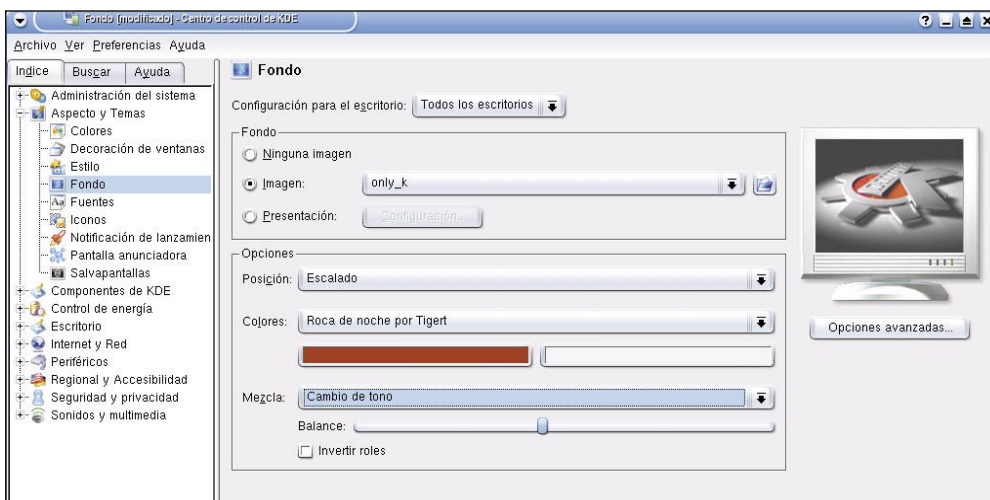 Fondo [modificado] - Centro de control de KDE
Archivo Ver Preferencias Ayuda
Indice Buscar Ayuda
Administración del sistema
Aspecto y Temas
Colores
Decoración de ventanas
Estilo
Fondo
Fuentes
Iconos
Notificación de lanzamien
Pantalla anunciadora
Salvapantallas
Componentes de KDE
Control de energía
Escritorio
Internet y Red
Periféricos
Regional y Accesibilidad
Seguridad y privacidad
Sonidos y multimedia
Fondo
Configuración para el escritorio: Todos los escritorios
Fondo
Ninguna imagen
Imagen: only_k
Presentación: Configuración...
Opciones
Posición: Escalado
Colores: Roca de noche por Tigert
Mezcla: Cambio de tono
Balance:
Invertir roles
Opciones avanzadas...